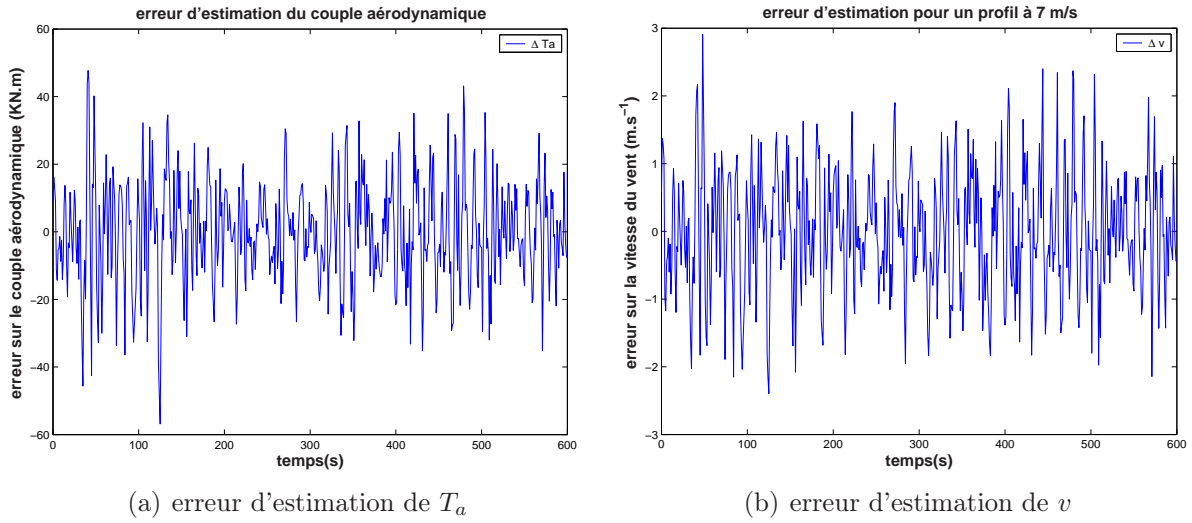 erreur d'estimation du couple aérodynamique
60
40
20
0
−20
−40
−60
erreur sur le couple aérodynamique (KN.m)
Δ Ta
0 100 200 300 400 500 600
temps(s)
(a) erreur d'estimation de T_a
erreur d'estimation pour un profil à 7 m/s
3
2
1
0
−1
−2
−3
erreur sur la vitesse du vent (m.s⁻¹)
Δ v
0 100 200 300 400 500 600
temps(s)
(b) erreur d'estimation de v